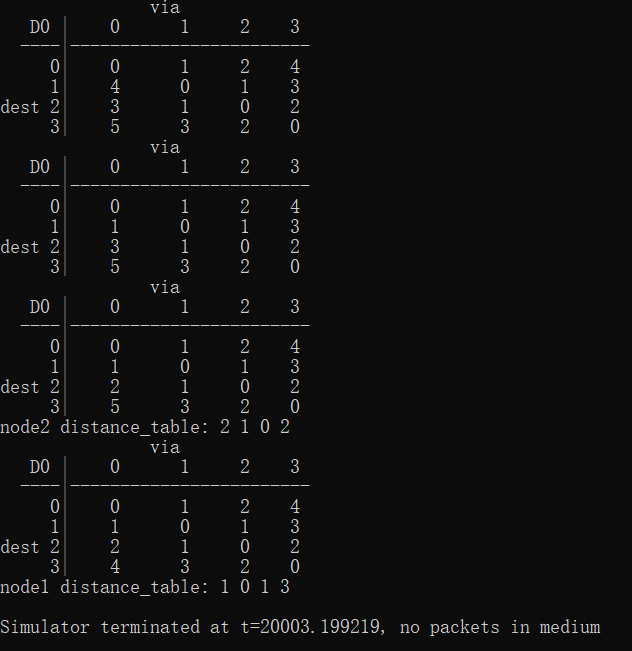 via
   D0 |    0      1     2    3
  ----|------------------------
     0|    0      1     2    4
     1|    4      0     1    3
dest 2|    3      1     0    2
     3|    5      3     2    0
                via
   D0 |    0      1     2    3
  ----|------------------------
     0|    0      1     2    4
     1|    1      0     1    3
dest 2|    3      1     0    2
     3|    5      3     2    0
                via
   D0 |    0      1     2    3
  ----|------------------------
     0|    0      1     2    4
     1|    1      0     1    3
dest 2|    2      1     0    2
     3|    5      3     2    0
node2 distance_table: 2 1 0 2
                via
   D0 |    0      1     2    3
  ----|------------------------
     0|    0      1     2    4
     1|    1      0     1    3
dest 2|    2      1     0    2
     3|    4      3     2    0
node1 distance_table: 1 0 1 3

Simulator terminated at t=20003.199219, no packets in medium